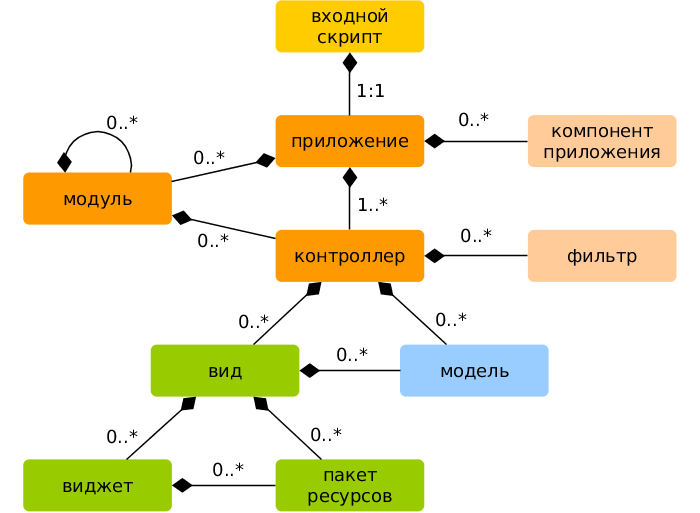 входной
скрипт
1:1
0..*
0..*
компонент
приложения
приложение
0..*
модуль
1..*
0..*
0..*
контроллер
фильтр
0..*
0..*
0..*
вид
модель
0..*
0..*
0..*
виджет
пакет
ресурсов